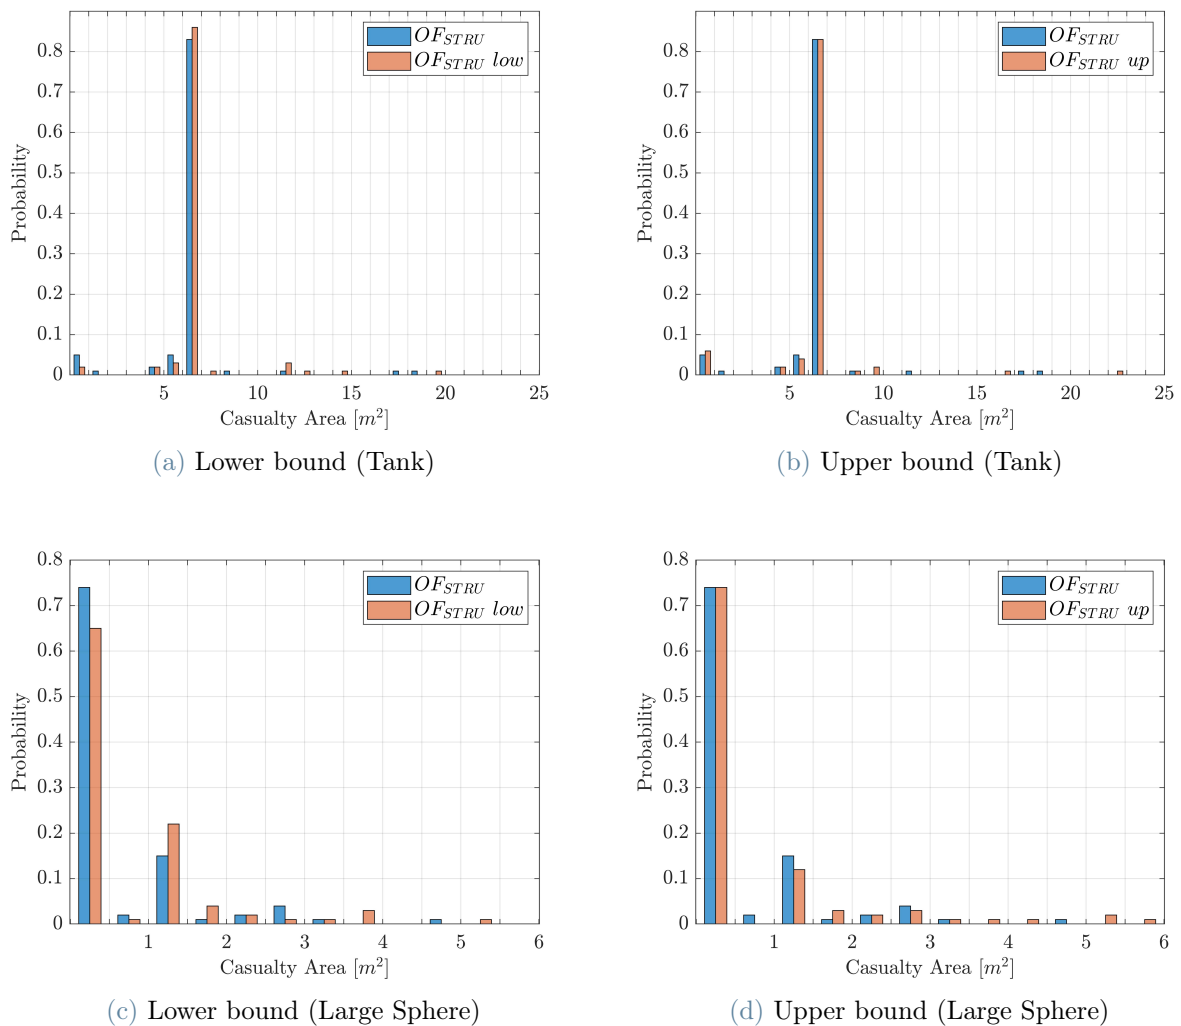 OF_STRU
OF_STRU low
0.8
0.7
0.6
0.5
0.4
0.3
0.2
0.1
0
Probability
5
10
15
20
25
Casualty Area [m²]
(a) Lower bound (Tank)
OF_STRU
OF_STRU up
0.8
0.7
0.6
0.5
0.4
0.3
0.2
0.1
0
Probability
5
10
15
20
25
Casualty Area [m²]
(b) Upper bound (Tank)
OF_STRU
OF_STRU low
0.8
0.7
0.6
0.5
0.4
0.3
0.2
0.1
0
Probability
1
2
3
4
5
6
Casualty Area [m²]
(c) Lower bound (Large Sphere)
OF_STRU
OF_STRU up
0.8
0.7
0.6
0.5
0.4
0.3
0.2
0.1
0
Probability
1
2
3
4
5
6
Casualty Area [m²]
(d) Upper bound (Large Sphere)